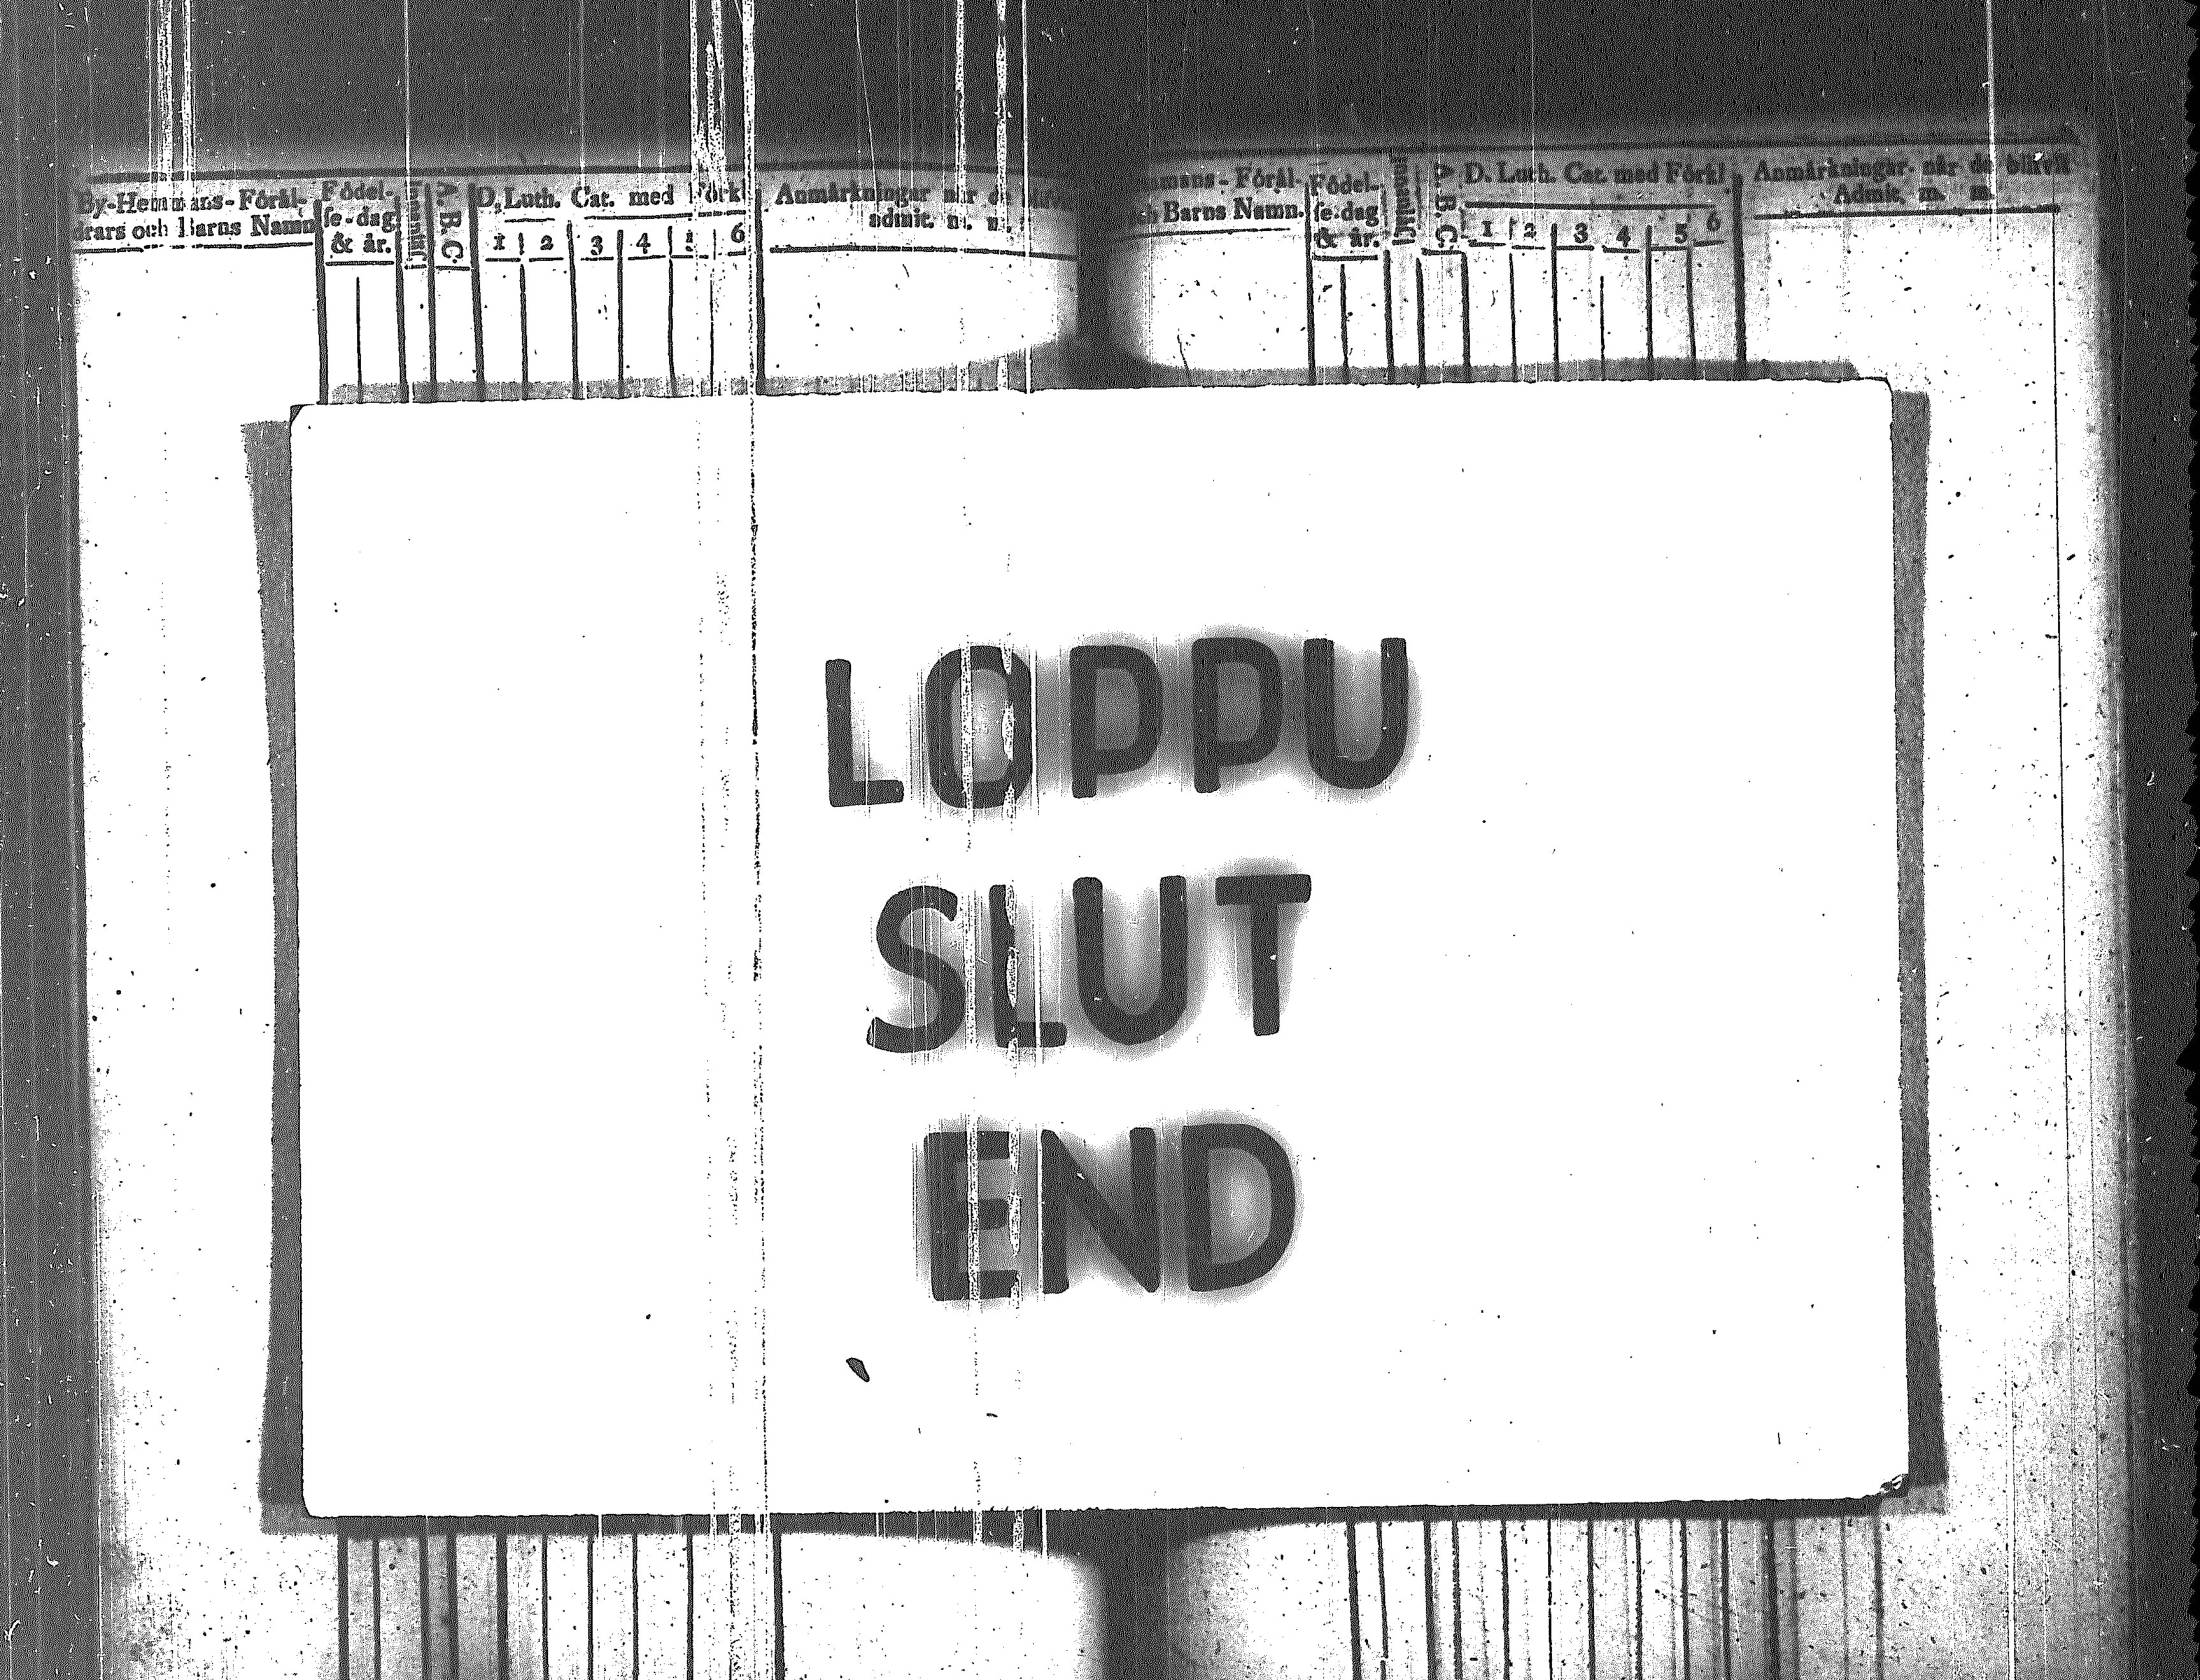 By-Hemmans-Föräl-
drars och Barns Namn
Födel-
se-dag
& år.
A. B. C.
D. Luth. Cat. med Förkl
1 2 3 4 5 6
Anmärkningar när de
admit. m. m.
Föräl-
Barns Namn.
Födel-
se-dag
& år.
A. B. C.
D. Luth. Cat. med Förkl
1 2 3 4 5 6
Anmärkningar när de blifvit
Admit. m. m.
LOPPU
SLUT
END